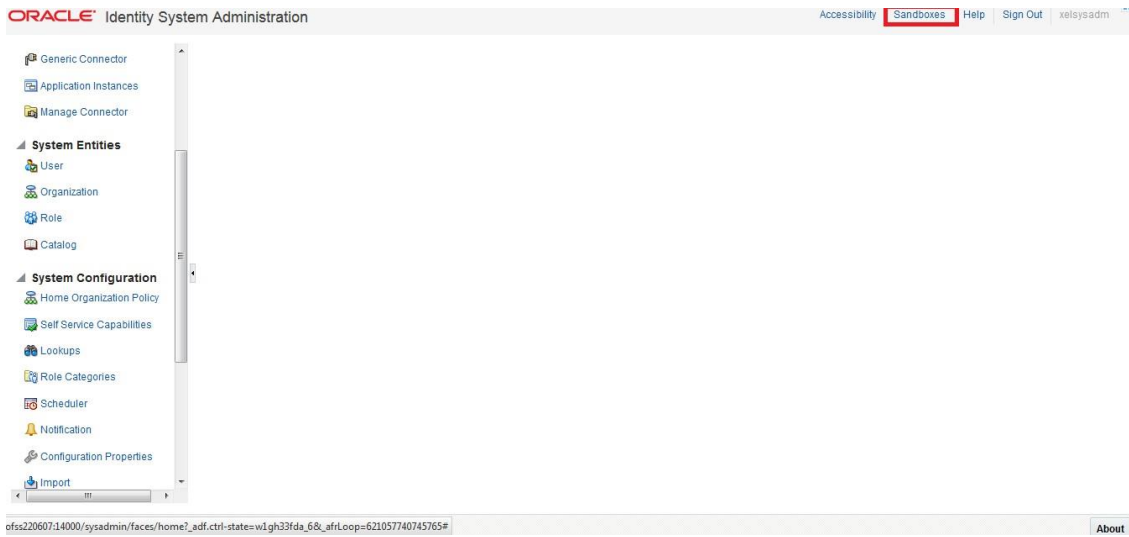 ORACLE Identity System Administration
Accessibility Sandboxes Help Sign Out xelsysadm
Generic Connector
Application Instances
Manage Connector
System Entities
User
Organization
Role
Catalog
System Configuration
Home Organization Policy
Self Service Capabilities
Lookups
Role Categories
Scheduler
Notification
Configuration Properties
Import
ofss220607:14000/sysadmin/faces/home?_adf.ctrl-state=w1gh33fda_6&_afrLoop=621057740745765#
About